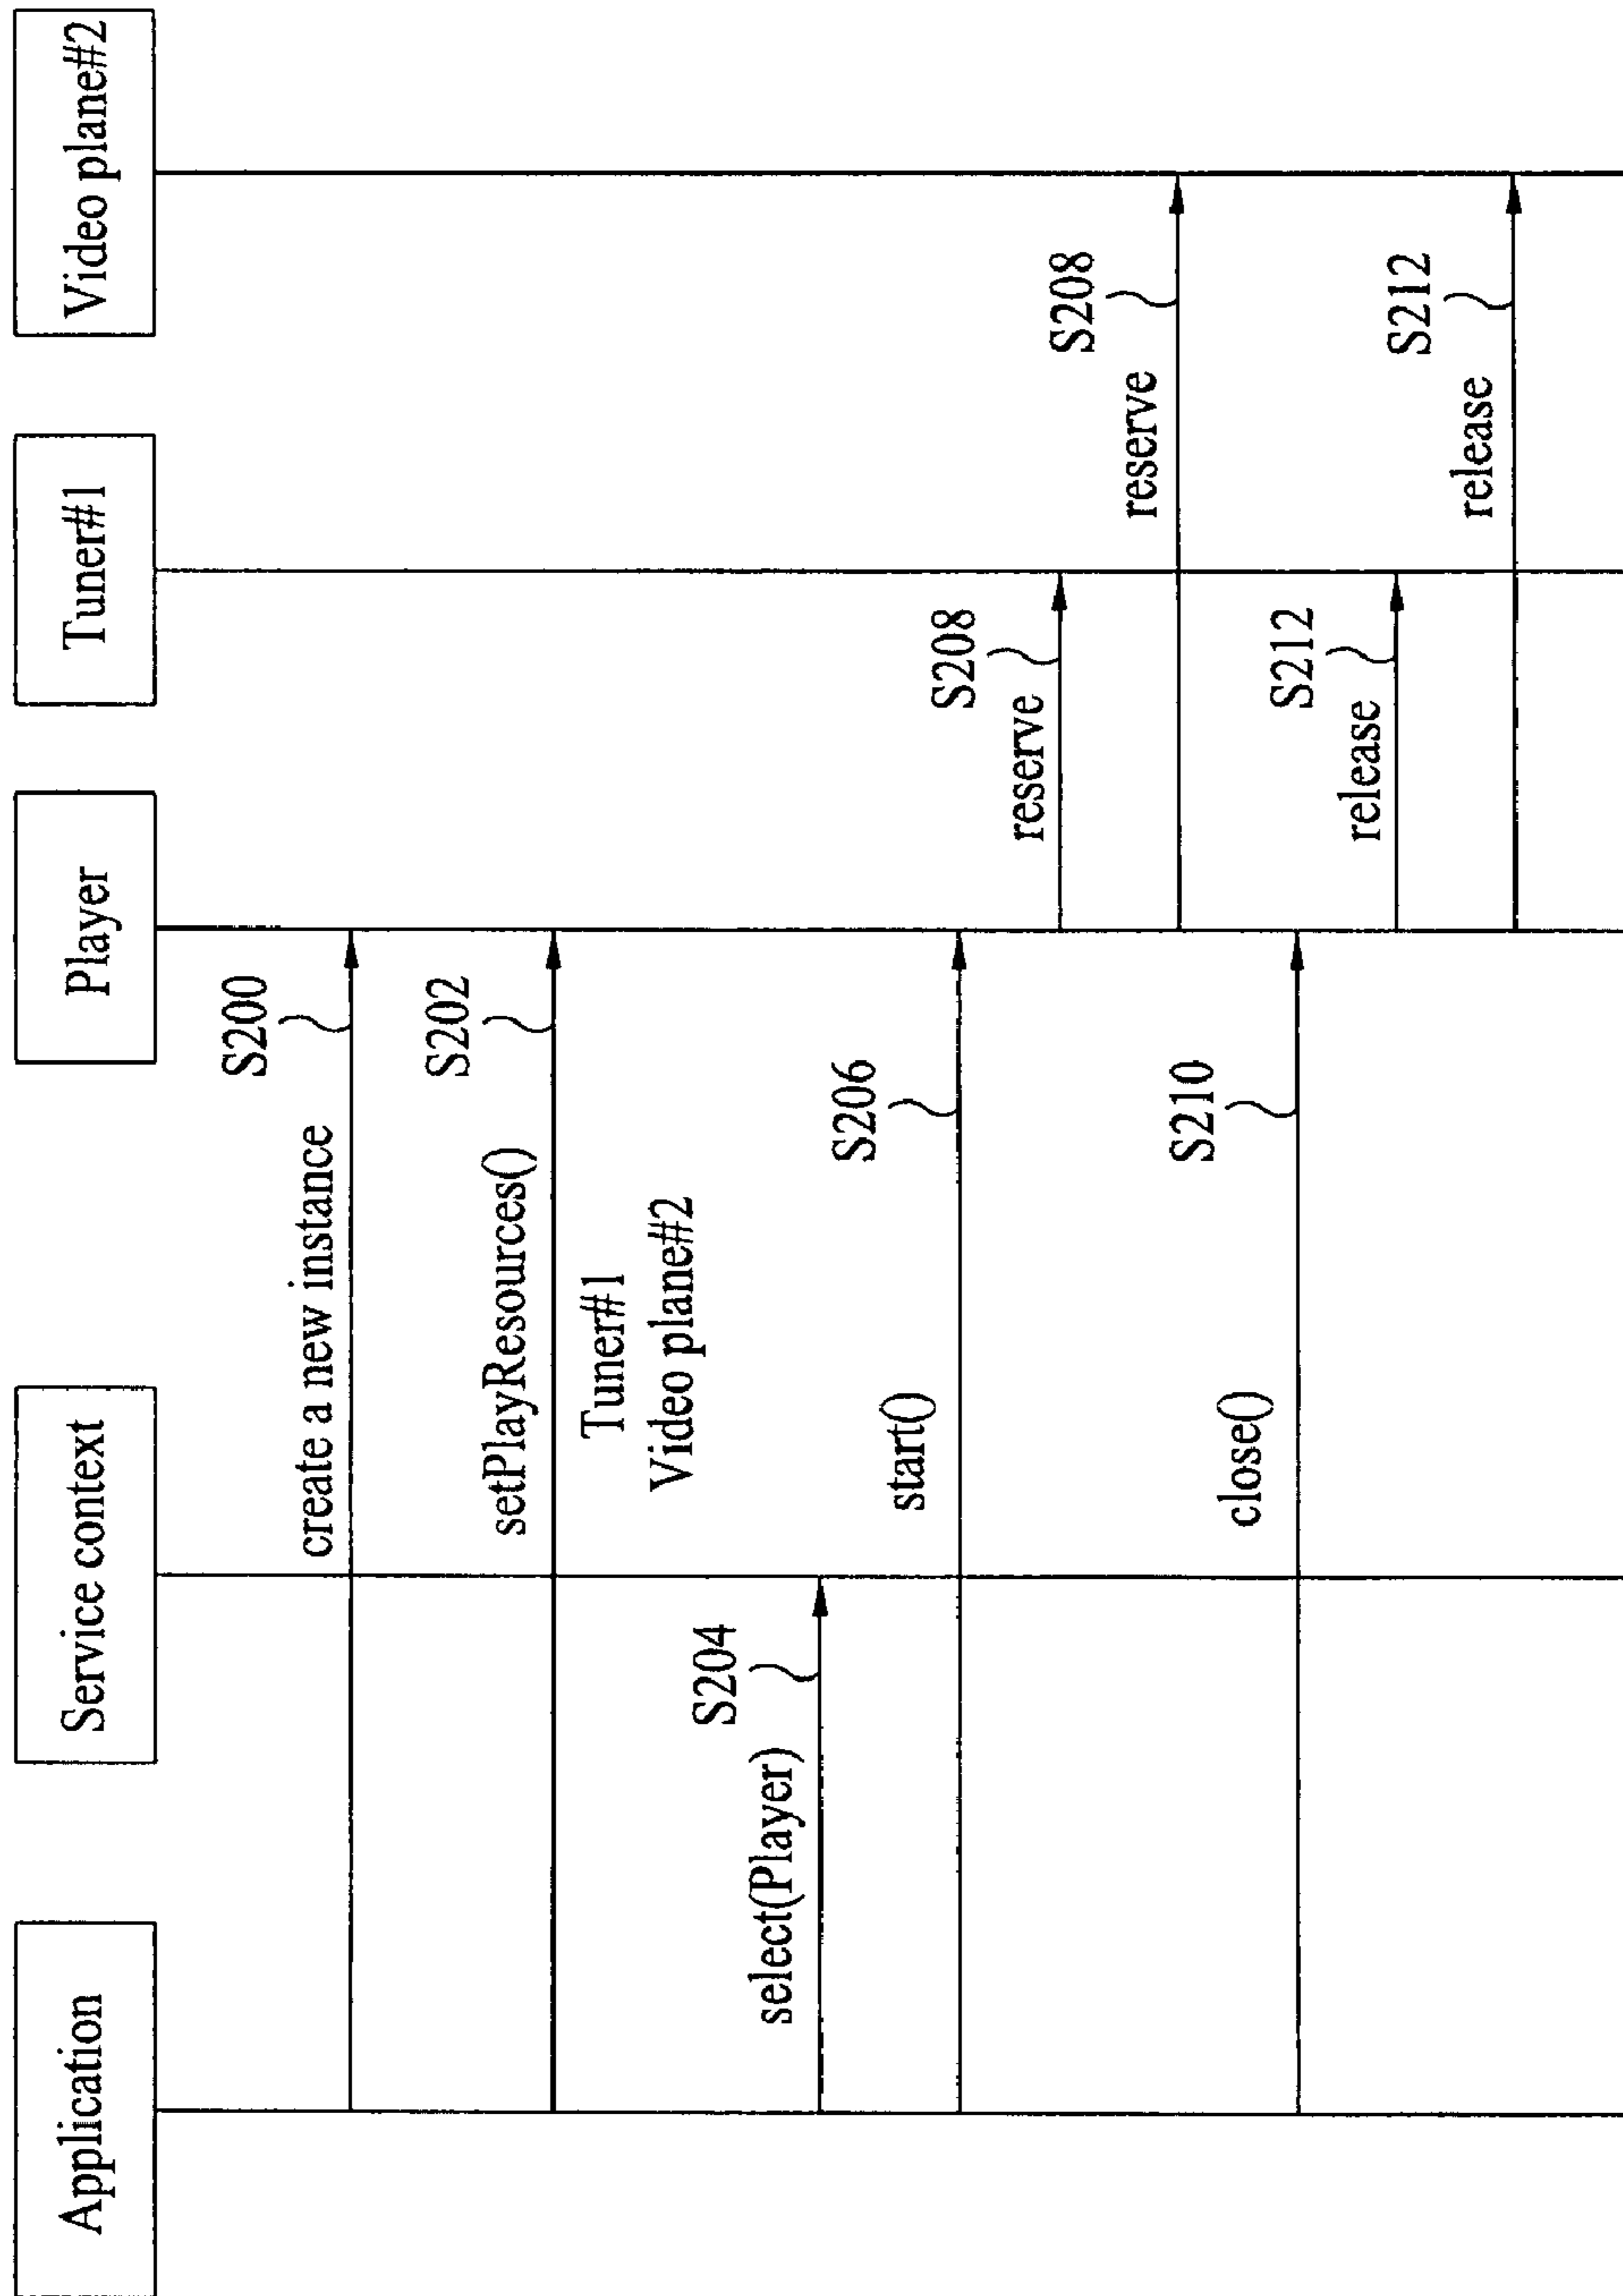 Application
Service context
Player
Tuner#1
Video plane#2
S200
create a new instance
S202
setPlayResources()
Tuner#1
Video plane#2
S204
select(Player)
S206
start()
S208
reserve
S208
reserve
S210
close()
S212
release
S212
release